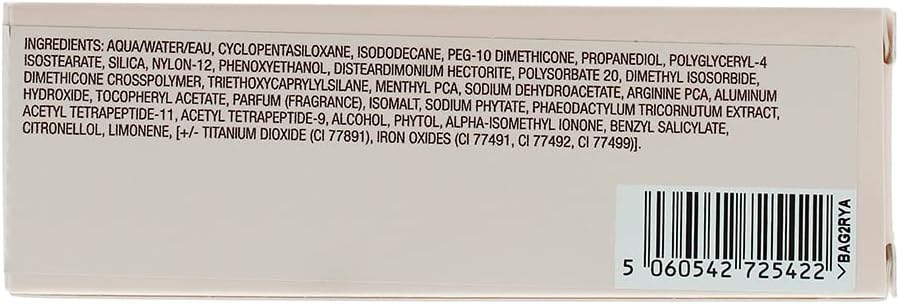 INGREDIENTS: AQUA/WATER/EAU, CYCLOPENTASILOXANE, ISODODECANE, PEG-10 DIMETHICONE, PROPANEDIOL, POLYGLYCERYL-4
ISOSTEARATE, SILICA, NYLON-12, PHENOXYETHANOL, DISTEARDIMONIUM HECTORITE, POLYSORBATE 20, DIMETHYL ISOSORBIDE,
DIMETHICONE CROSSPOLYMER, TRIETHOXYCAPRYLYLSILANE, MENTHYL PCA, SODIUM DEHYDROACETATE, ARGININE PCA, ALUMINUM
HYDROXIDE, TOCOPHERYL ACETATE, PARFUM (FRAGRANCE), ISOMALT, SODIUM PHYTATE, PHAEODACTYLUM TRICORNUTUM EXTRACT,
ACETYL TETRAPEPTIDE-11, ACETYL TETRAPEPTIDE-9, ALCOHOL, PHYTOL, ALPHA-ISOMETHYL IONONE, BENZYL SALICYLATE,
CITRONELLOL, LIMONENE, [+/- TITANIUM DIOXIDE (CI 77891), IRON OXIDES (CI 77491, CI 77492, CI 77499)].
5 060542 725422 >
BAG2RYA